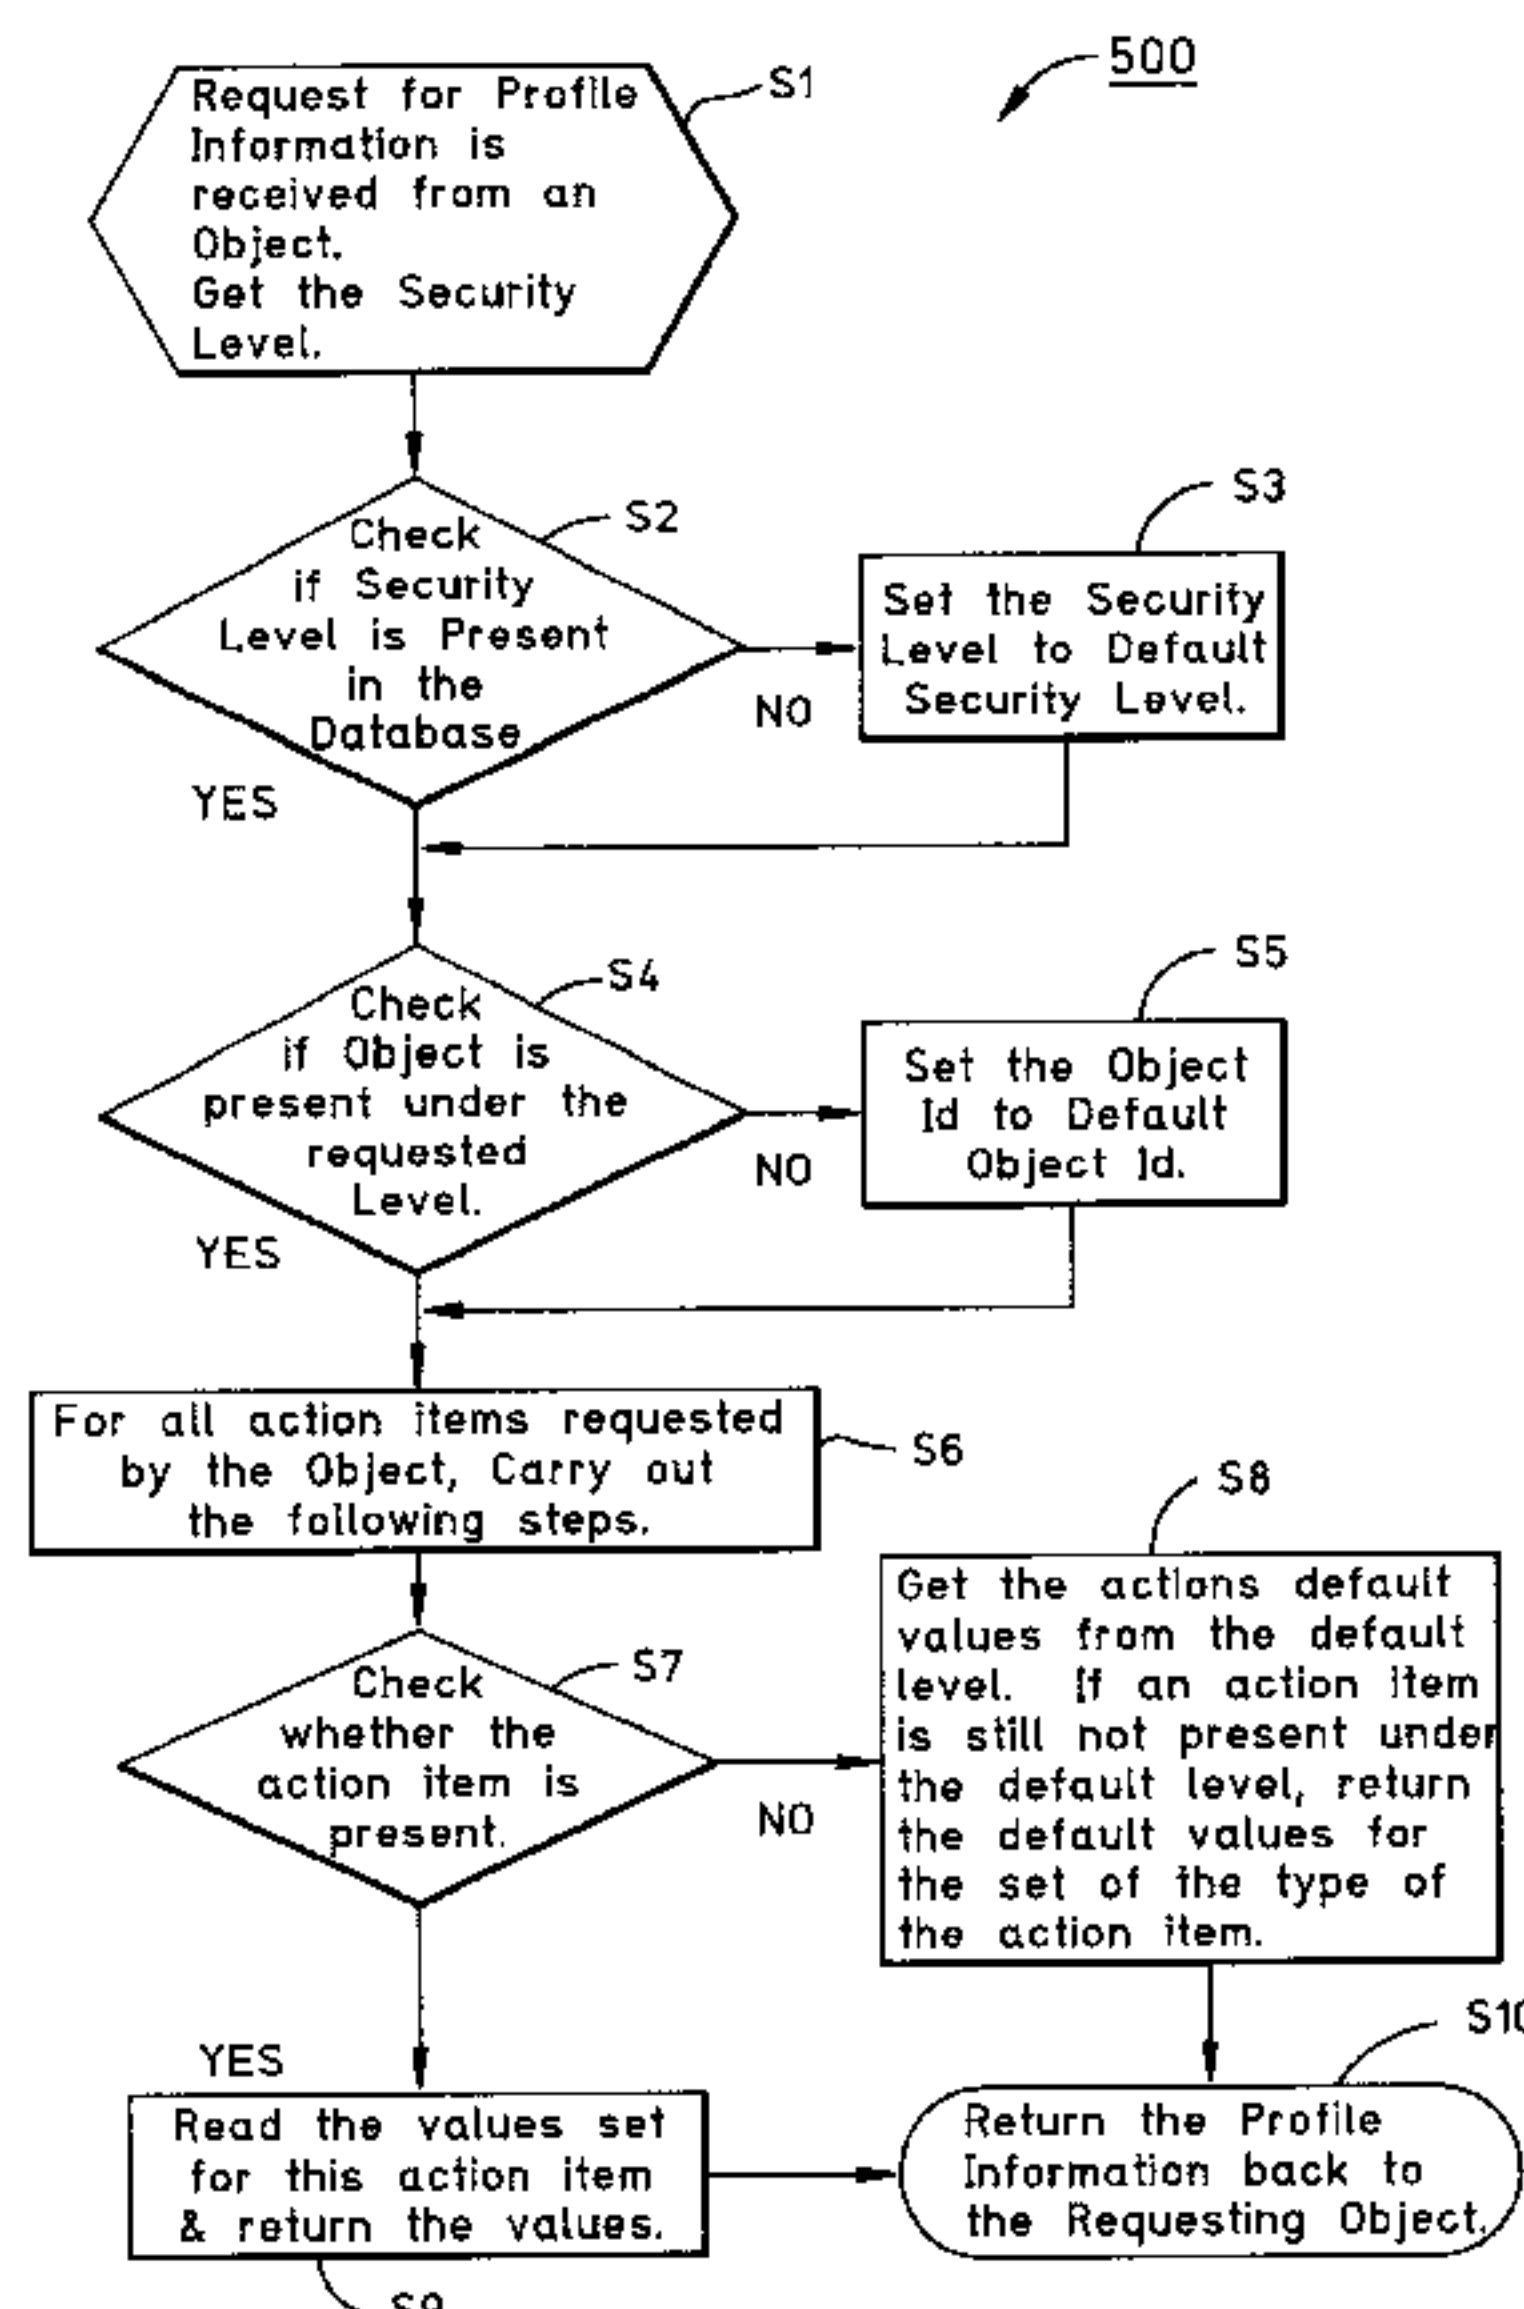 500
S1
Request for Profile
Information is
received from an
Object.
Get the Security
Level.
S2
Check
if Security
Level is Present
in the
Database
NO
YES
S3
Set the Security
Level to Default
Security Level.
S4
Check
if Object is
present under the
requested
Level.
NO
YES
S5
Set the Object
Id to Default
Object Id.
For all action items requested
by the Object, Carry out
the following steps.
S6
S7
Check
whether the
action item is
present.
NO
YES
S8
Get the actions default
values from the default
level. If an action item
is still not present under
the default level, return
the default values for
the set of the type of
the action item.
Read the values set
for this action item
& return the values.
S9
S10
Return the Profile
Information back to
the Requesting Object.